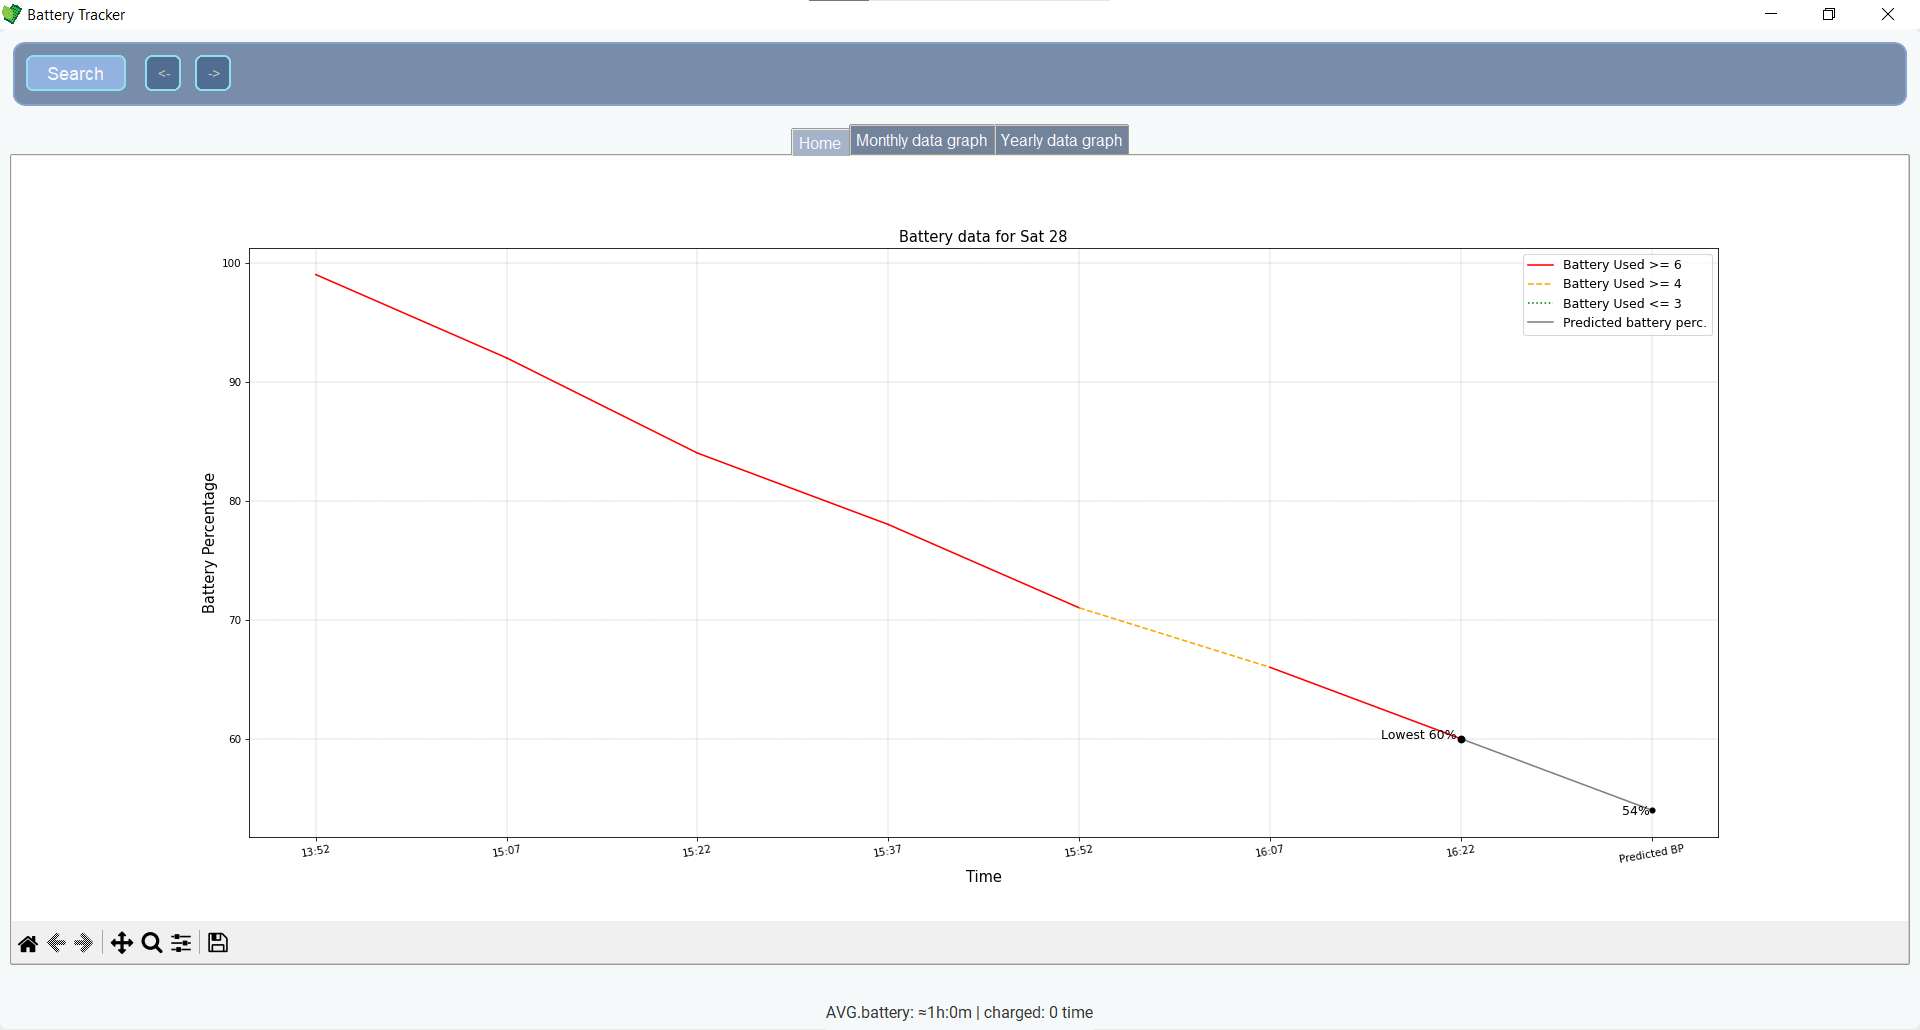 Battery Tracker
Search <- ->
Home Monthly data graph Yearly data graph
Battery data for Sat 28
Battery Used >= 6
Battery Used >= 4
Battery Used <= 3
Predicted battery perc.
Battery Percentage
100
90
80
70
60
Lowest 60%
54%
13:52 15:07 15:22 15:37 15:52 16:07 16:22 Predicted BP
Time
AVG.battery: ≈1h:0m | charged: 0 time